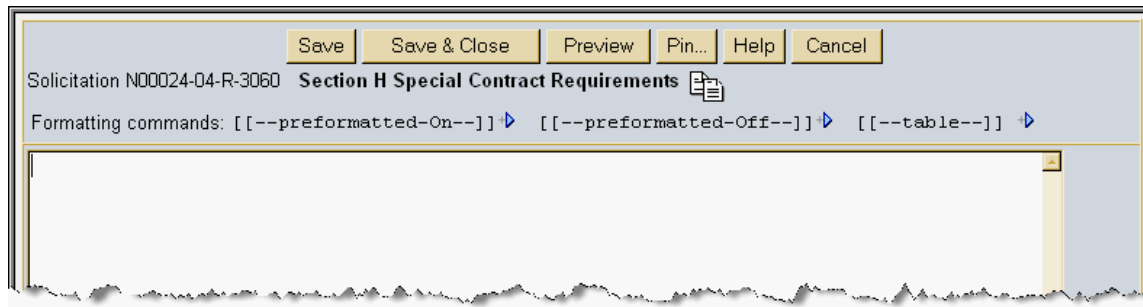 Save Save & Close Preview Pin... Help Cancel
Solicitation N00024-04-R-3060 Section H Special Contract Requirements
Formatting commands: [[--preformatted-On--]] [[--preformatted-Off--]] [[--table--]]